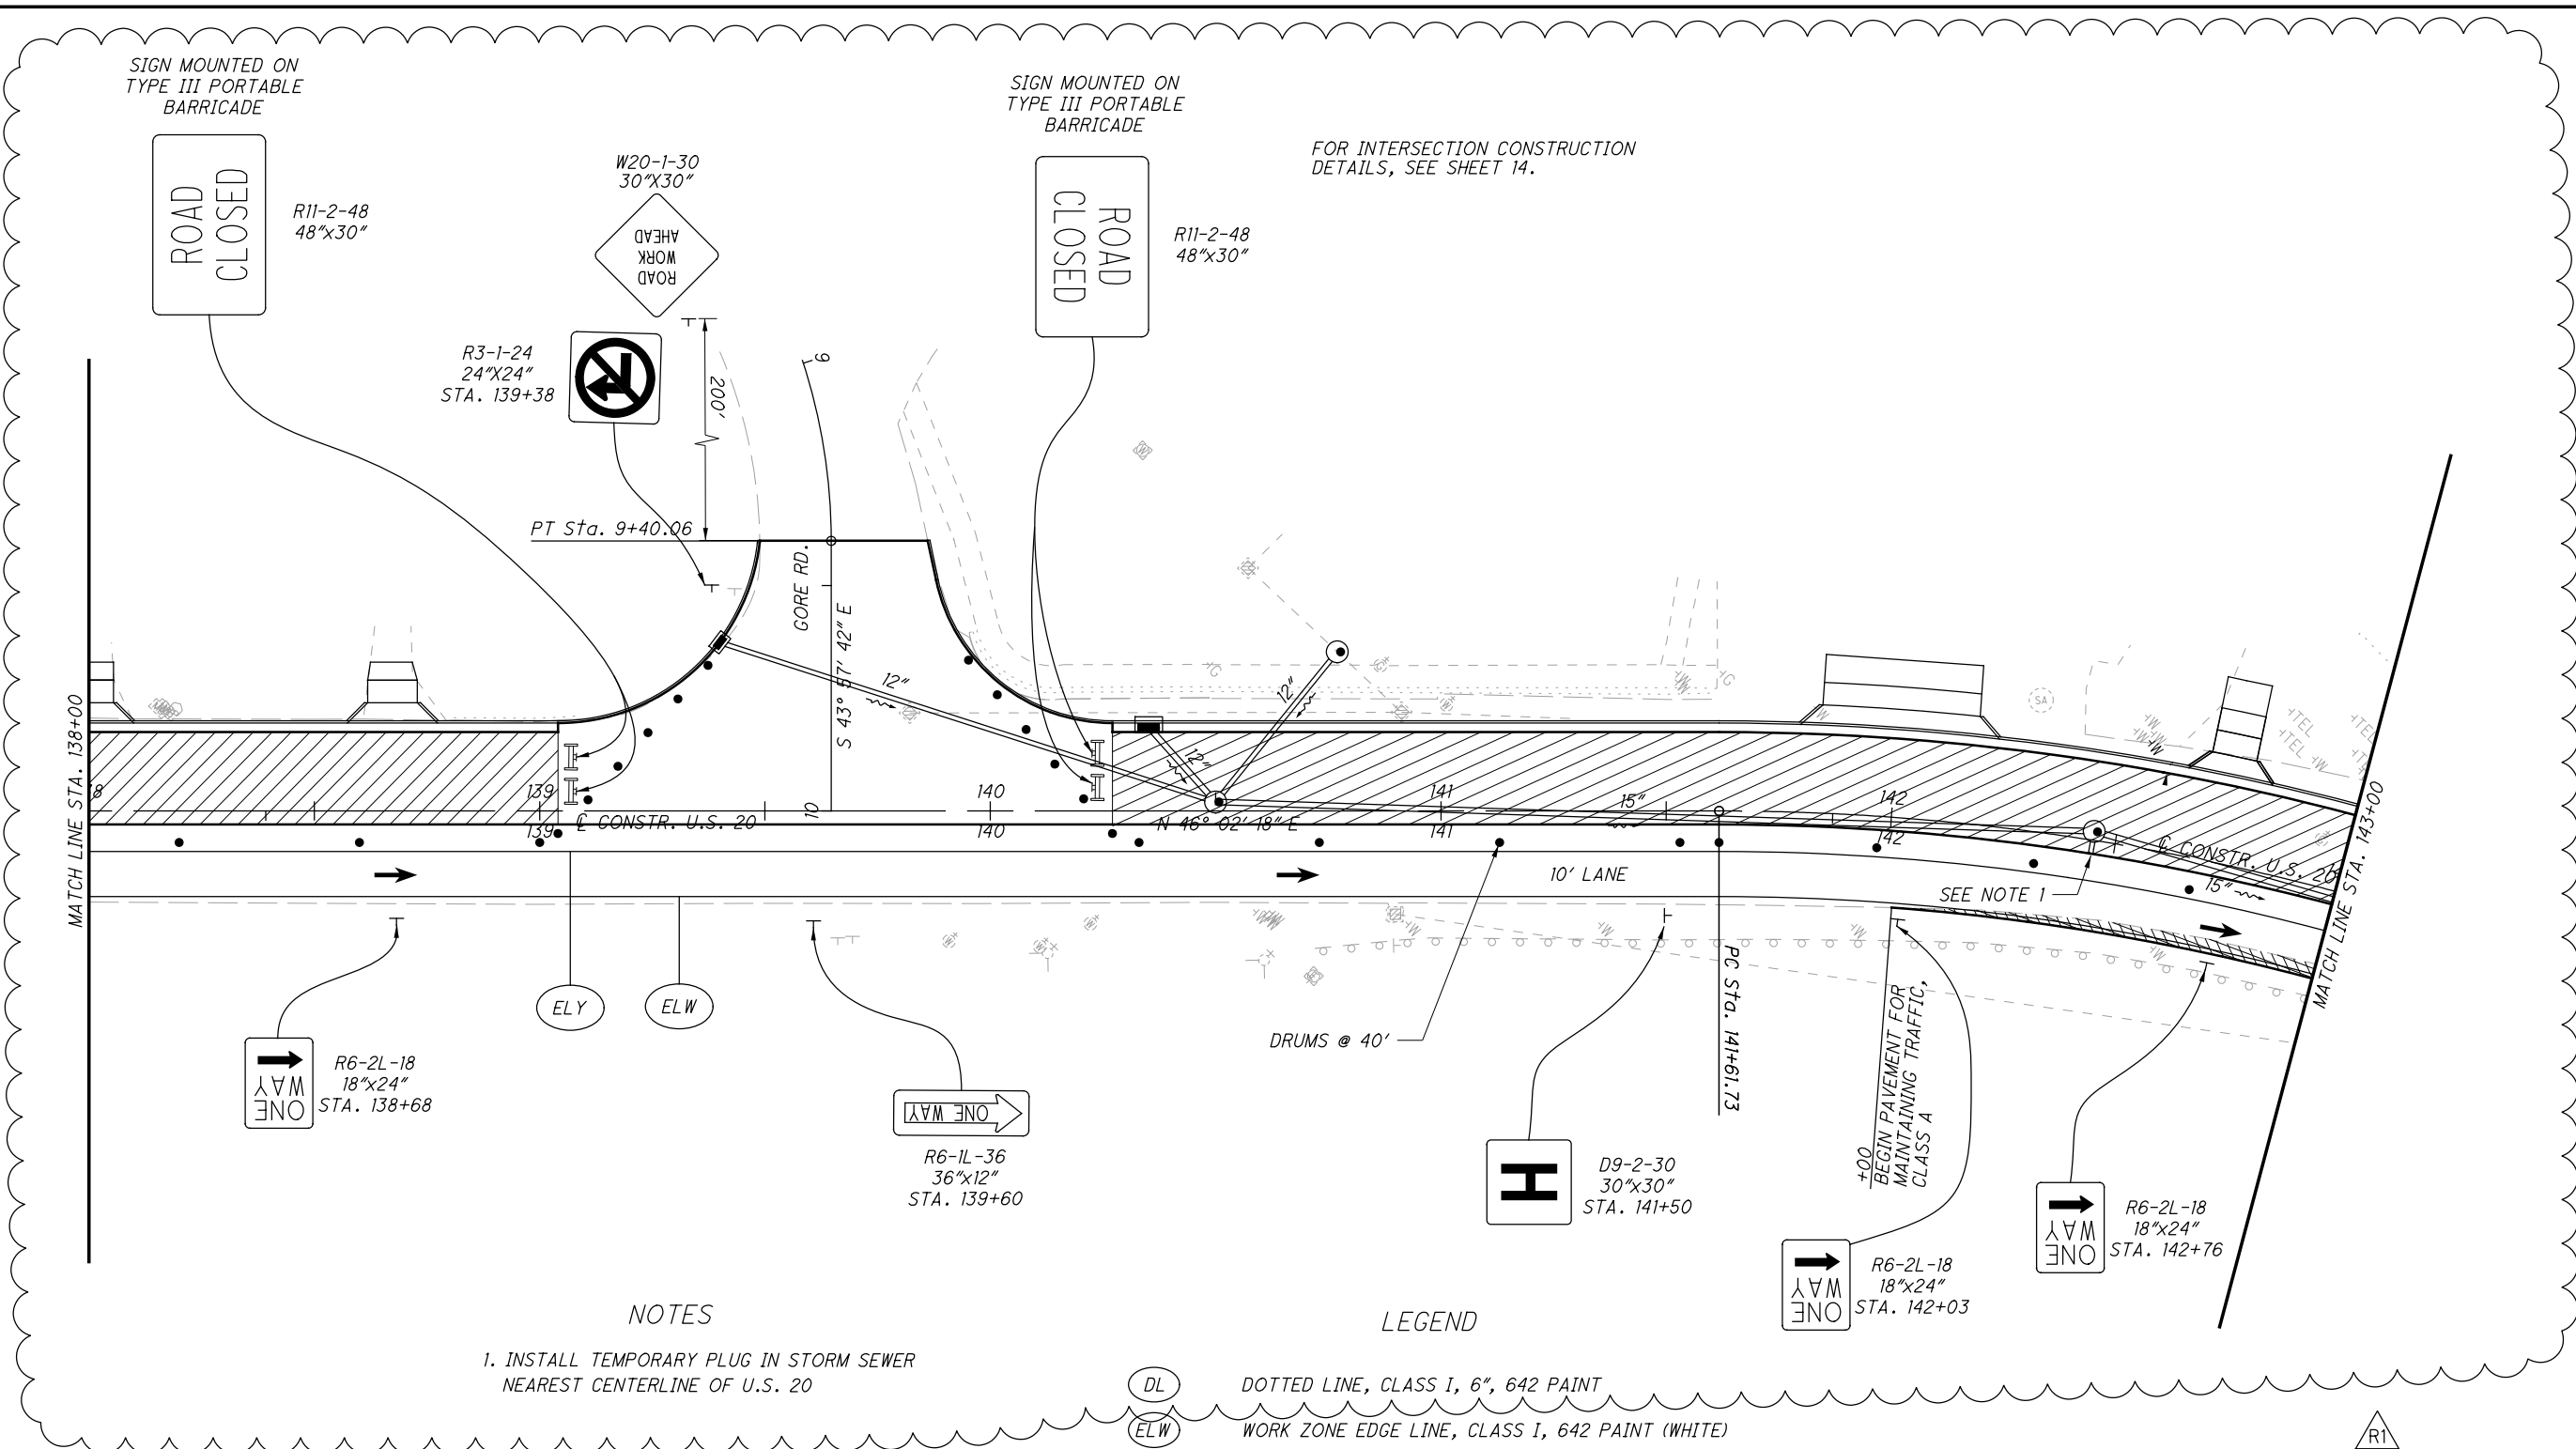 SIGN MOUNTED ON
TYPE III PORTABLE
BARRICADE
ROAD
CLOSED
R11-2-48
48"x30"
W20-1-30
30"X30"
ROAD
WORK
AHEAD
R3-1-24
24"X24"
STA. 139+38
200'
9
SIGN MOUNTED ON
TYPE III PORTABLE
BARRICADE
ROAD
CLOSED
R11-2-48
48"x30"
FOR INTERSECTION CONSTRUCTION
DETAILS, SEE SHEET 14.
PT Sta. 9+40.06
GORE RD.
S 43° 57' 42" E
10
12"
12"
12"
15"
15"
MATCH LINE STA. 138+00
139
139
140
140
141
141
142
142
℄ CONSTR. U.S. 20
N 46° 02' 18" E
℄ CONSTR. U.S. 20
10' LANE
SEE NOTE 1
SA
+G
+G
+W
+TEL
+TEL
+TEL
MATCH LINE STA. 143+00
PC Sta. 141+61.73
DRUMS @ 40'
+00
BEGIN PAVEMENT FOR
MAINTAINING TRAFFIC,
CLASS A
ELY
ELW
ONE
WAY
R6-2L-18
18"x24"
STA. 138+68
ONE WAY
R6-1L-36
36"x12"
STA. 139+60
H
D9-2-30
30"x30"
STA. 141+50
ONE
WAY
R6-2L-18
18"x24"
STA. 142+03
ONE
WAY
R6-2L-18
18"x24"
STA. 142+76
NOTES
1. INSTALL TEMPORARY PLUG IN STORM SEWER
NEAREST CENTERLINE OF U.S. 20
LEGEND
DL DOTTED LINE, CLASS I, 6", 642 PAINT
ELW WORK ZONE EDGE LINE, CLASS I, 642 PAINT (WHITE)
R1